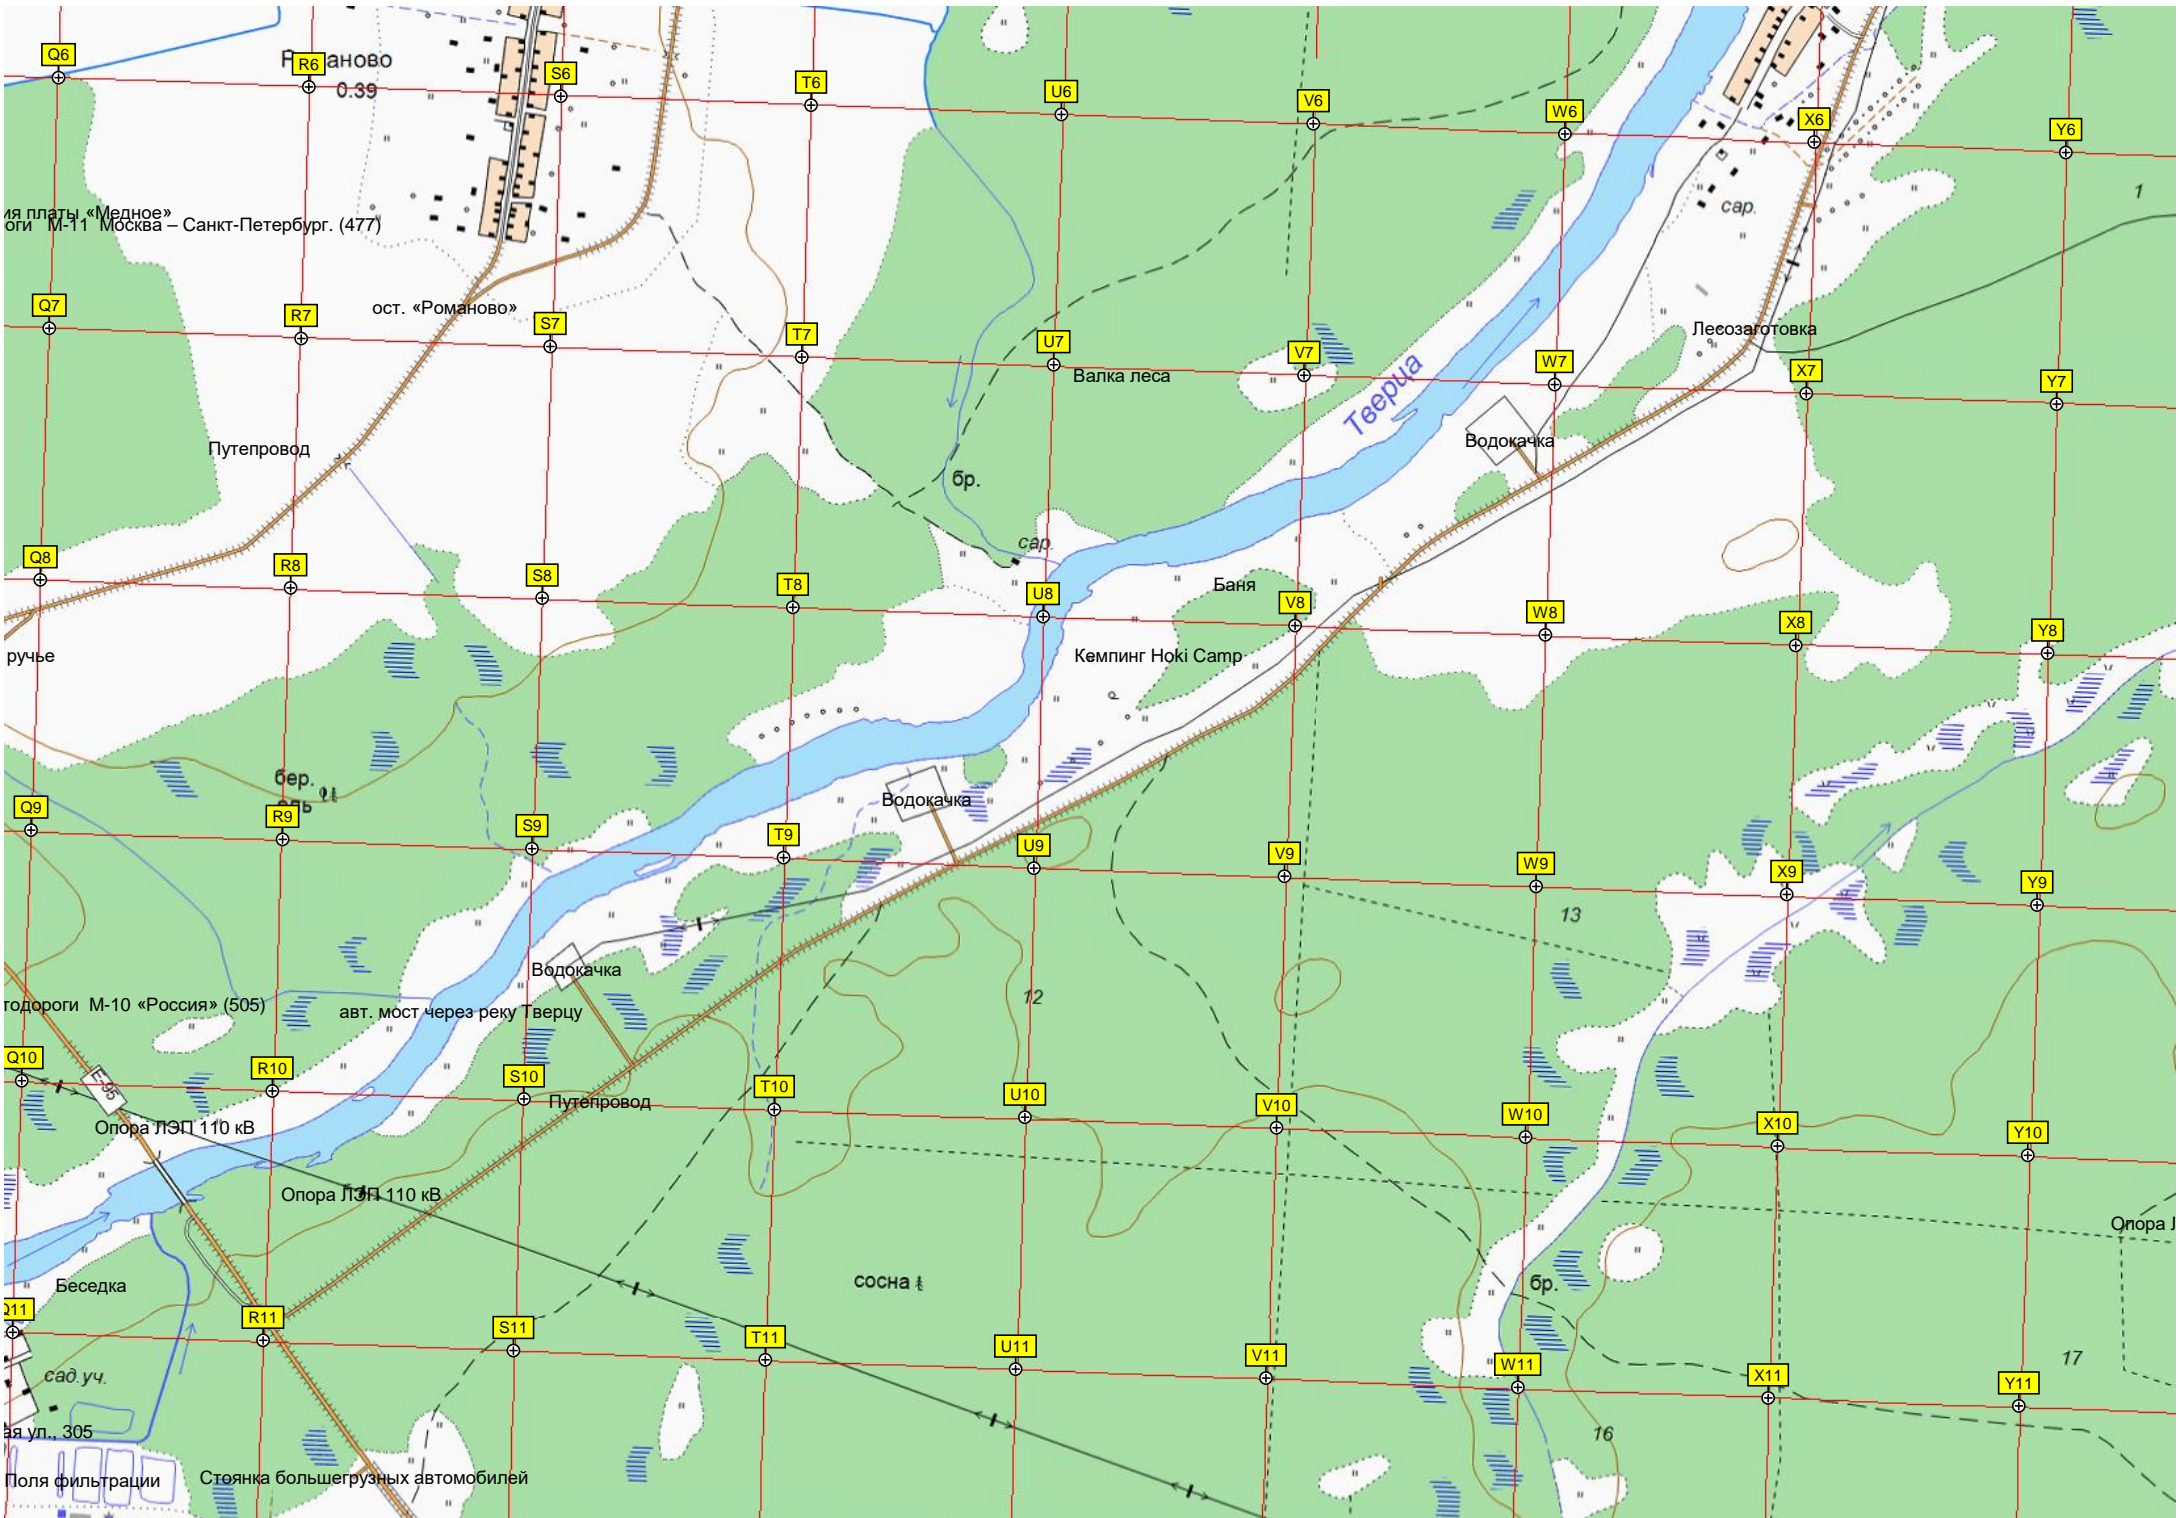 Q6
R6
0.39
S6
T6
U6
V6
W6
X6
Y6
ия платы «Медное»
оги М-11 Москва – Санкт-Петербург. (477)
сар.
1
Q7
R7
ост. «Романово»
S7
T7
U7
Валка леса
V7
Тверца
W7
Лесозаготовка
X7
Y7
Путепровод
бр.
Водокачка
Q8
R8
S8
T8
сар.
U8
Баня
V8
W8
X8
Y8
ручье
Кемпинг Hoki Camp
бер.
ель
Q9
R9
S9
T9
Водокачка
U9
V9
W9
13
X9
Y9
тодороги М-10 «Россия» (505)
Водокачка
авт. мост через реку Тверцу
12
Q10
E-95
R10
S10
Путепровод
T10
U10
V10
W10
X10
Y10
Опора ЛЭП 110 кВ
Опора ЛЭП 110 кВ
Опора Л
Беседка
сосна
бр.
Q11
R11
S11
T11
U11
V11
W11
X11
17
Y11
сад.уч.
ая ул., 305
16
Поля фильтрации
Стоянка большегрузных автомобилей